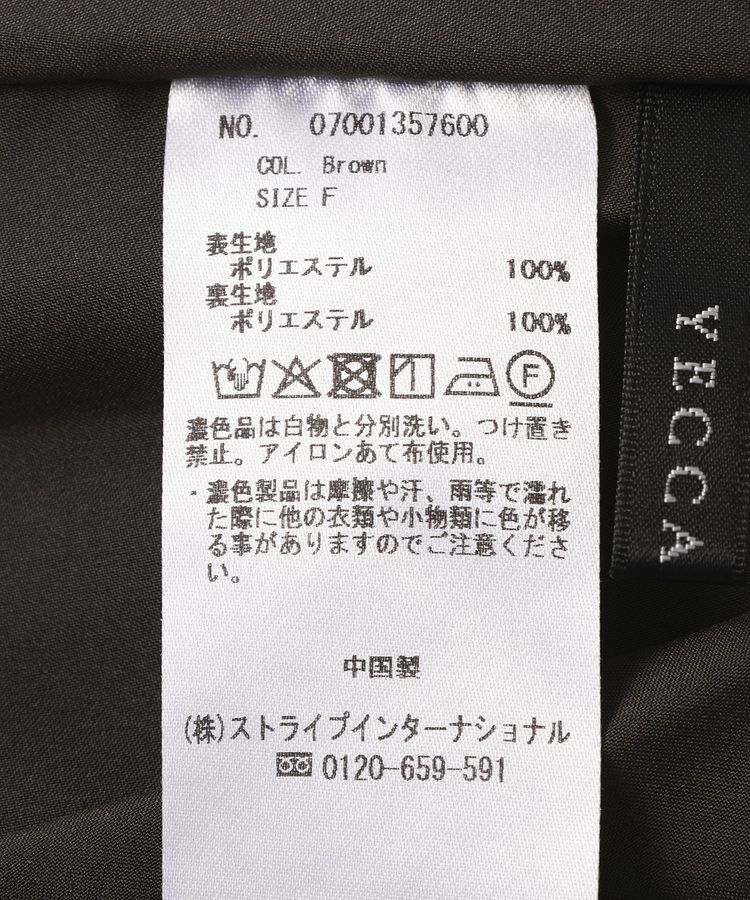 NO. 07001357600
COL. Brown
SIZE F
表生地
ポリエステル 100%
裏生地
ポリエステル 100%
F
濃色品は白物と分別洗い。つけ置き
禁止。アイロンあて布使用。
・濃色製品は摩擦や汗、雨等で濡れ
た際に他の衣類や小物類に色が移
る事がありますのでご注意くださ
い。
中国製
(株)ストライプインターナショナル
0120-659-591
YECCA